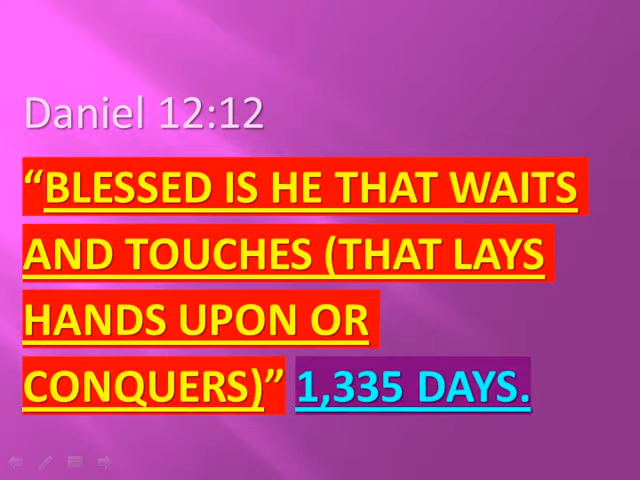 Daniel 12:12
“BLESSED IS HE THAT WAITS
AND TOUCHES (THAT LAYS
HANDS UPON OR
CONQUERS)” 1,335 DAYS.